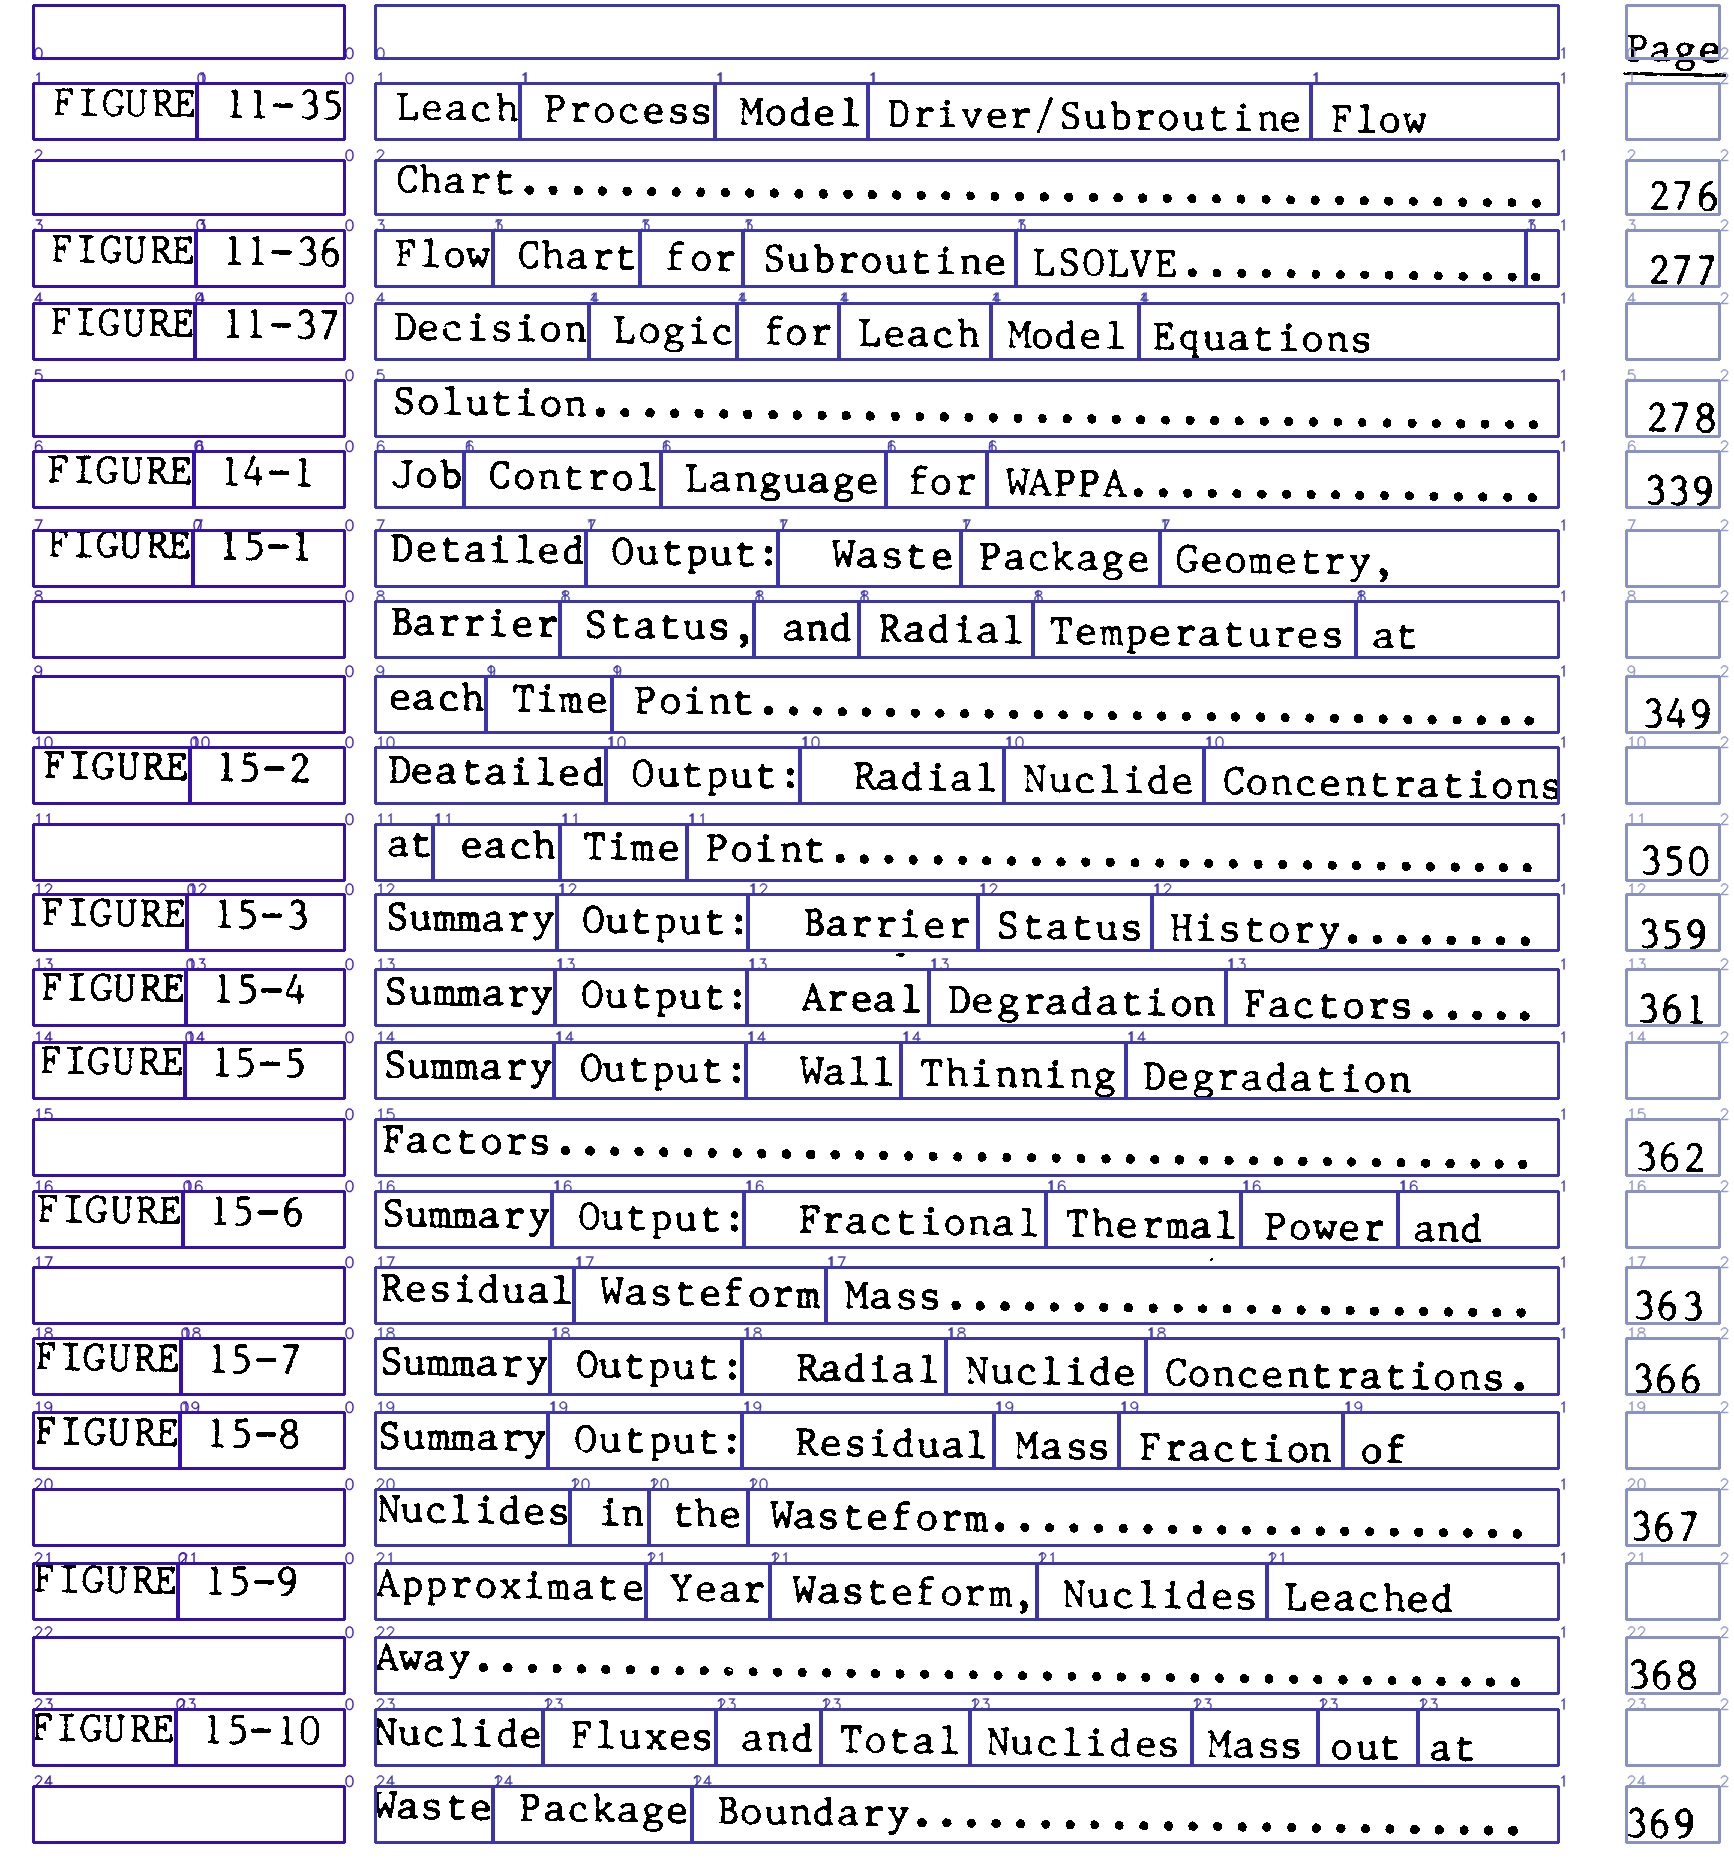 Page
FIGURE 11-35 Leach Process Model Driver/Subroutine Flow
Chart.......................................... 276
FIGURE 11-36 Flow Chart for Subroutine LSOLVE............... 277
FIGURE 11-37 Decision Logic for Leach Model Equations
Solution....................................... 278
FIGURE 14-1 Job Control Language for WAPPA................. 339
FIGURE 15-1 Detailed Output: Waste Package Geometry,
Barrier Status, and Radial Temperatures at
each Time Point................................ 349
FIGURE 15-2 Deatailed Output: Radial Nuclide Concentrations
at each Time Point............................. 350
FIGURE 15-3 Summary Output: Barrier Status History........ 359
FIGURE 15-4 Summary Output: Areal Degradation Factors..... 361
FIGURE 15-5 Summary Output: Wall Thinning Degradation
Factors........................................ 362
FIGURE 15-6 Summary Output: Fractional Thermal Power and
Residual Wasteform Mass........................ 363
FIGURE 15-7 Summary Output: Radial Nuclide Concentrations. 366
FIGURE 15-8 Summary Output: Residual Mass Fraction of
Nuclides in the Wasteform...................... 367
FIGURE 15-9 Approximate Year Wasteform, Nuclides Leached
Away........................................... 368
FIGURE 15-10 Nuclide Fluxes and Total Nuclides Mass out at
Waste Package Boundary......................... 369